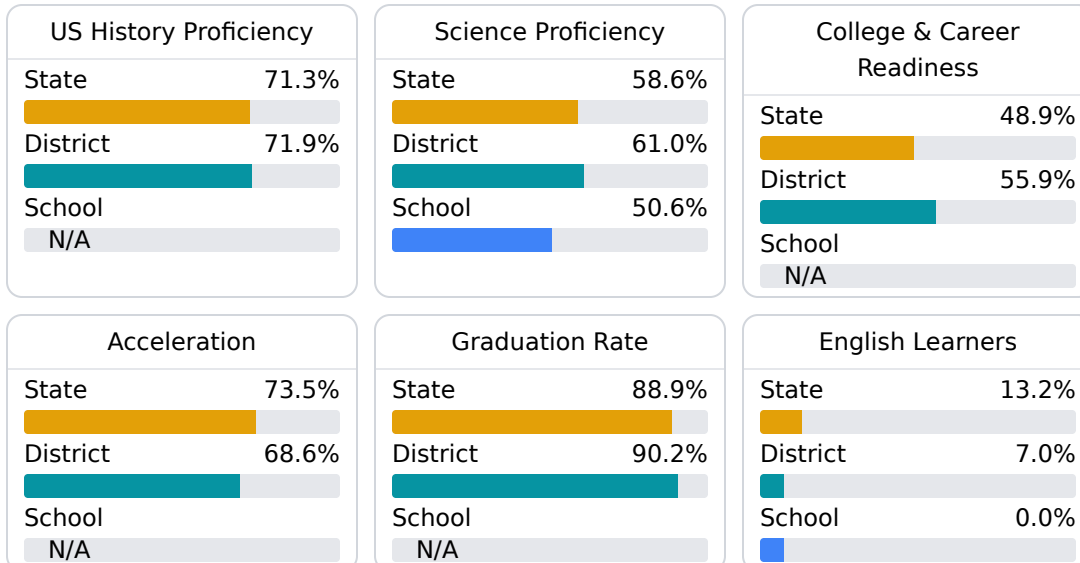 US History Proficiency
State 71.3%
District 71.9%
School
N/A
Science Proficiency
State 58.6%
District 61.0%
School 50.6%
College & Career
Readiness
State 48.9%
District 55.9%
School
N/A
Acceleration
State 73.5%
District 68.6%
School
N/A
Graduation Rate
State 88.9%
District 90.2%
School
N/A
English Learners
State 13.2%
District 7.0%
School 0.0%